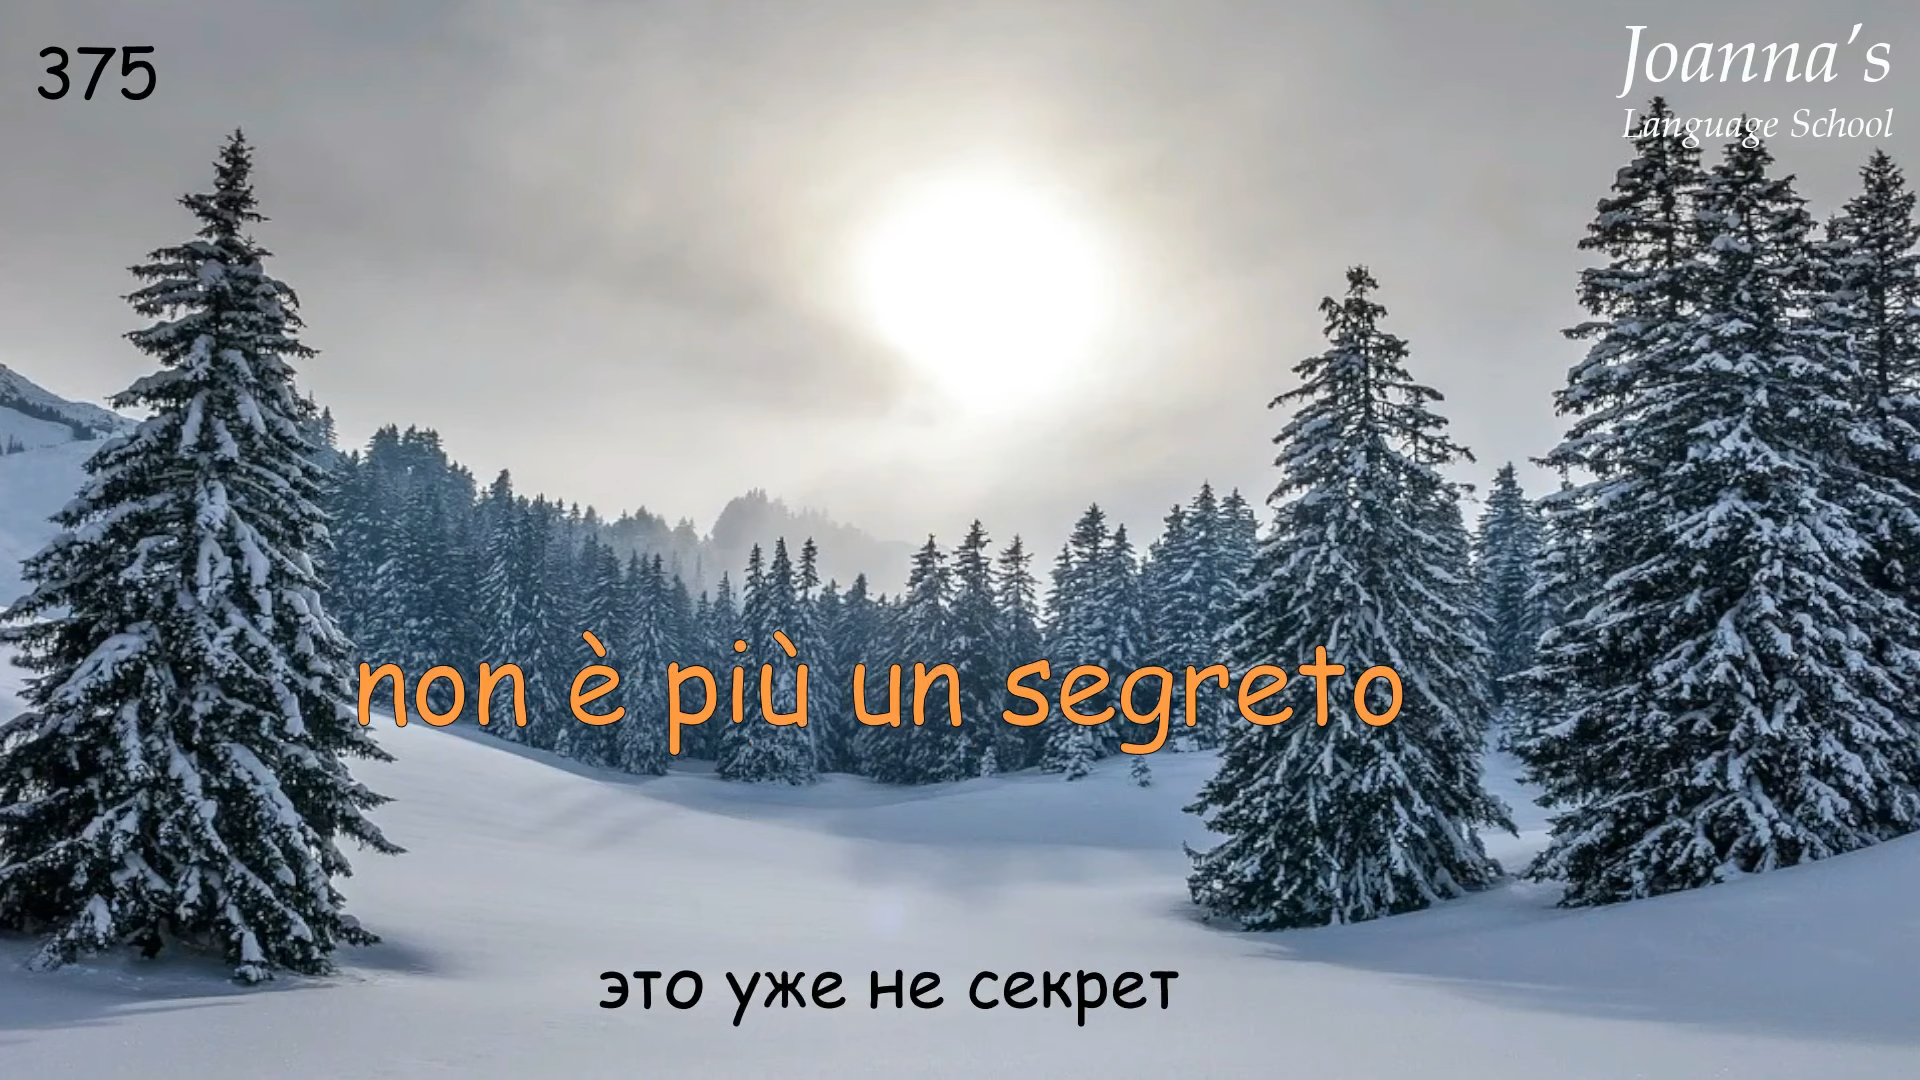 375
Joanna's
Language School
non è più un segreto
это уже не секрет